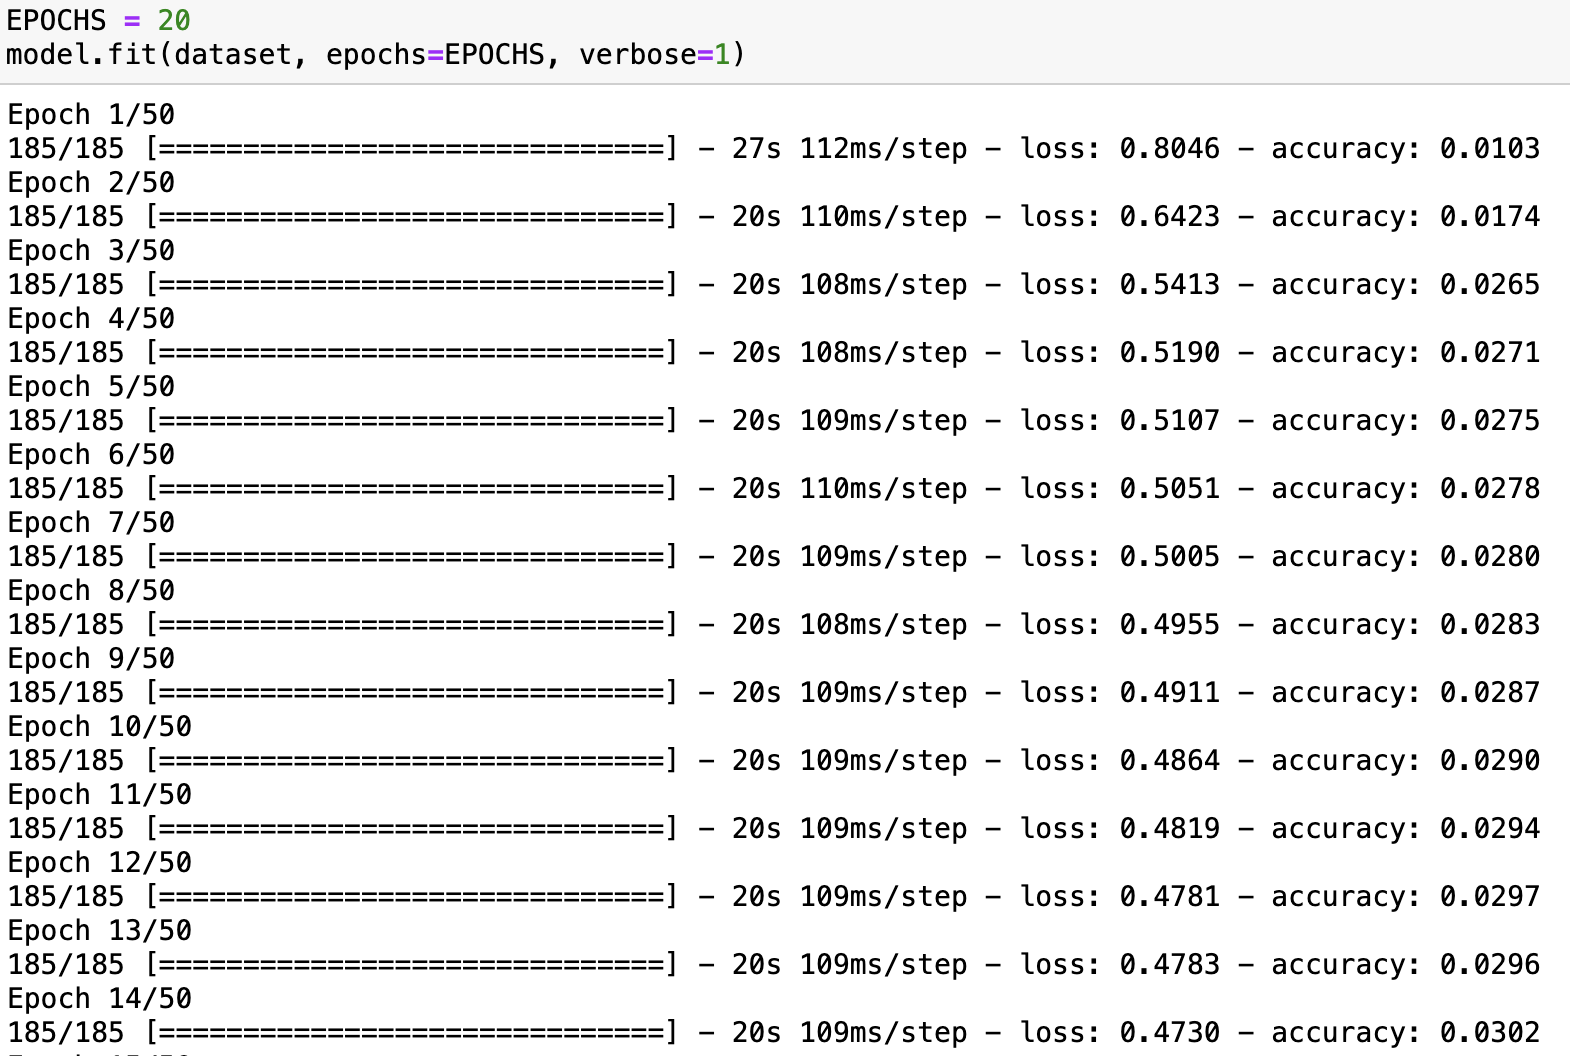 EPOCHS = 20
model.fit(dataset, epochs=EPOCHS, verbose=1)
Epoch 1/50
185/185 [==============================] - 27s 112ms/step - loss: 0.8046 - accuracy: 0.0103
Epoch 2/50
185/185 [==============================] - 20s 110ms/step - loss: 0.6423 - accuracy: 0.0174
Epoch 3/50
185/185 [==============================] - 20s 108ms/step - loss: 0.5413 - accuracy: 0.0265
Epoch 4/50
185/185 [==============================] - 20s 108ms/step - loss: 0.5190 - accuracy: 0.0271
Epoch 5/50
185/185 [==============================] - 20s 109ms/step - loss: 0.5107 - accuracy: 0.0275
Epoch 6/50
185/185 [==============================] - 20s 110ms/step - loss: 0.5051 - accuracy: 0.0278
Epoch 7/50
185/185 [==============================] - 20s 109ms/step - loss: 0.5005 - accuracy: 0.0280
Epoch 8/50
185/185 [==============================] - 20s 108ms/step - loss: 0.4955 - accuracy: 0.0283
Epoch 9/50
185/185 [==============================] - 20s 109ms/step - loss: 0.4911 - accuracy: 0.0287
Epoch 10/50
185/185 [==============================] - 20s 109ms/step - loss: 0.4864 - accuracy: 0.0290
Epoch 11/50
185/185 [==============================] - 20s 109ms/step - loss: 0.4819 - accuracy: 0.0294
Epoch 12/50
185/185 [==============================] - 20s 109ms/step - loss: 0.4781 - accuracy: 0.0297
Epoch 13/50
185/185 [==============================] - 20s 109ms/step - loss: 0.4783 - accuracy: 0.0296
Epoch 14/50
185/185 [==============================] - 20s 109ms/step - loss: 0.4730 - accuracy: 0.0302